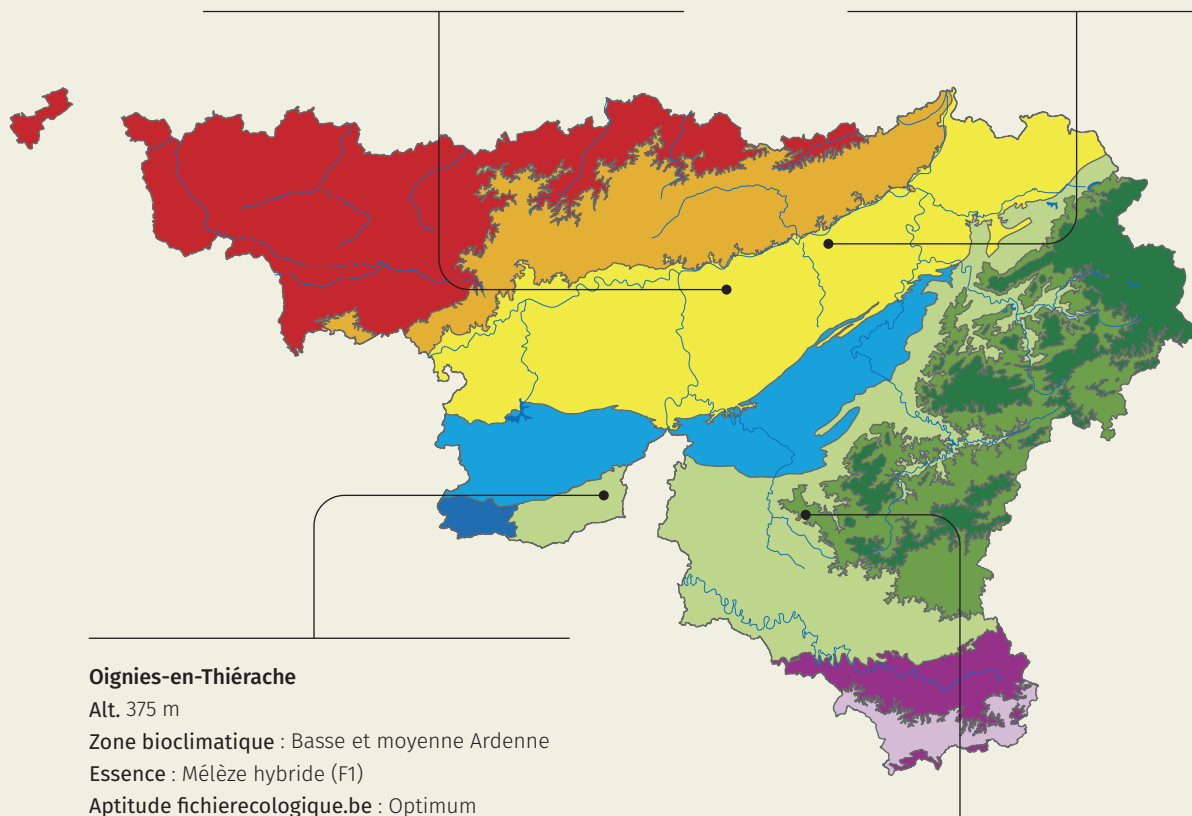 Oignies-en-Thiérache
Alt. 375 m
Zone bioclimatique : Basse et moyenne Ardenne
Essence : Mélèze hybride (F1)
Aptitude fichierecologique.be : Optimum